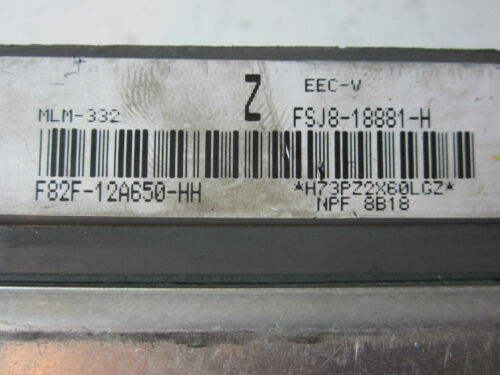 Z EEC-V
MLM-332 FSJ8-18881-H
F82F-12A650-HH *H73PZ2X60LGZ*
NPF 8B18